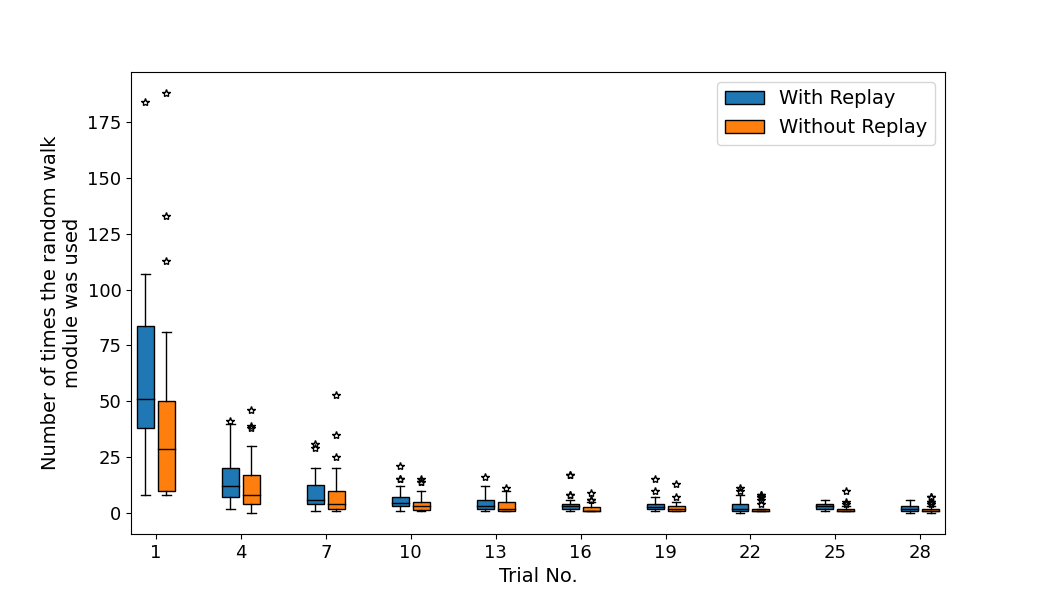 With Replay
Without Replay
175
150
125
100
75
50
25
0
Number of times the random walk
module was used
1 4 7 10 13 16 19 22 25 28
Trial No.